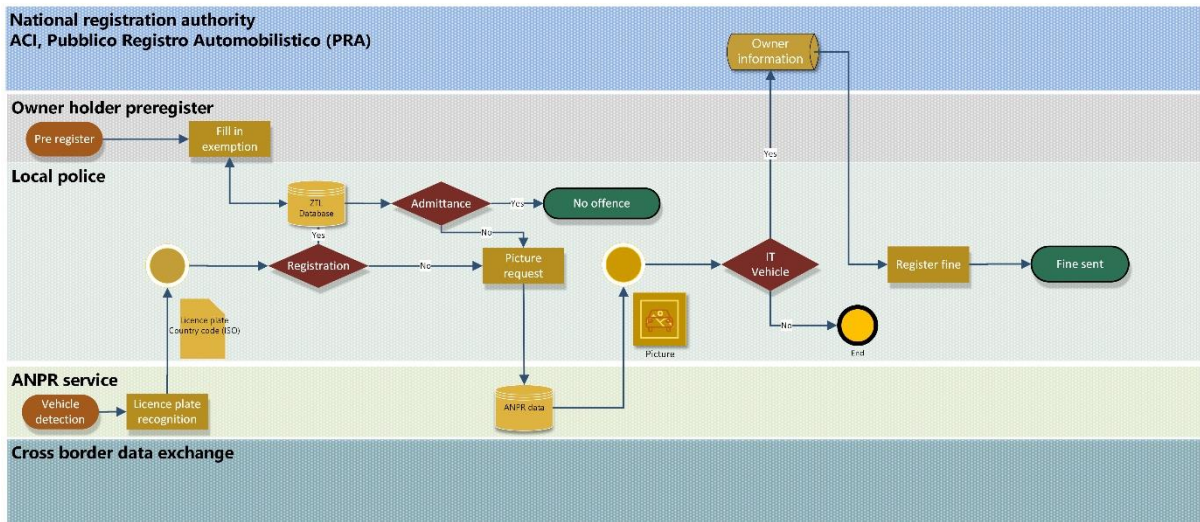 National registration authority
ACI, Pubblico Registro Automobilistico (PRA)
Owner
information
Owner holder preregister
Pre register
Fill in
exemption
Yes
Local police
ZTL
Database
Admittance
Yes
No offence
No
Yes
Registration
No
Picture
request
IT
Vehicle
Register fine
Fine sent
Licence plate
Country code (ISO)
Picture
No
End
ANPR service
Vehicle
detection
Licence plate
recognition
ANPR data
Cross border data exchange